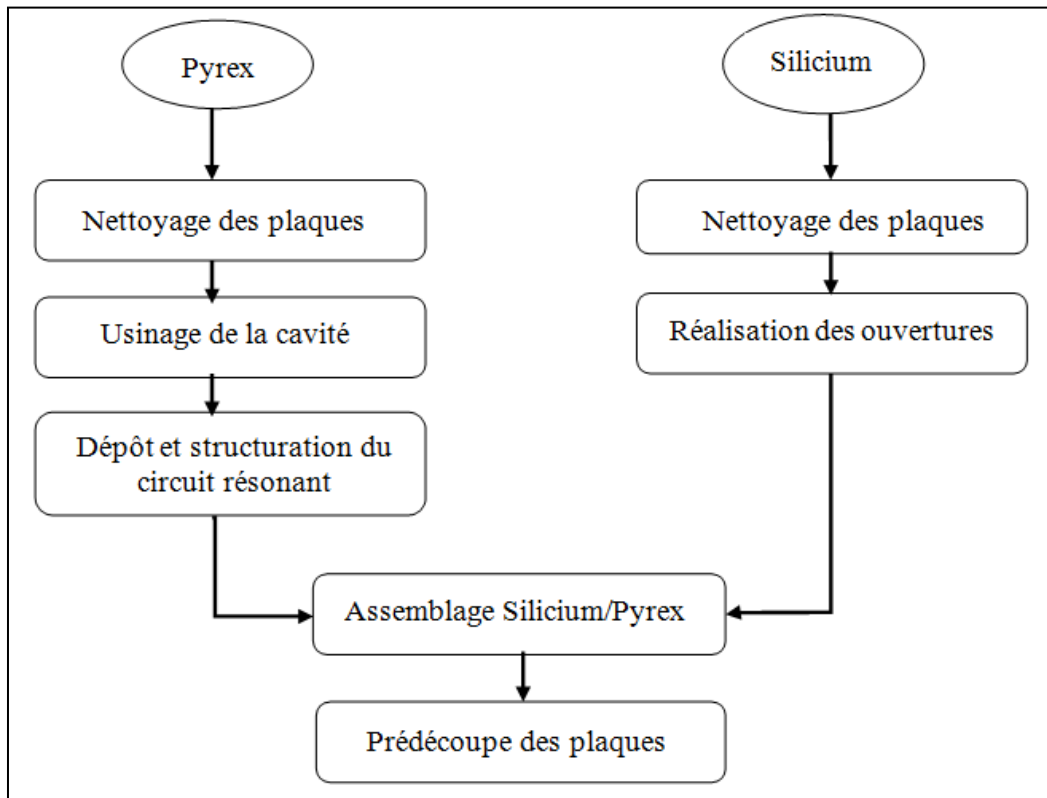 Pyrex
Silicium
Nettoyage des plaques
Nettoyage des plaques
Usinage de la cavité
Réalisation des ouvertures
Dépôt et structuration du
circuit résonant
Assemblage Silicium/Pyrex
Prédécoupe des plaques